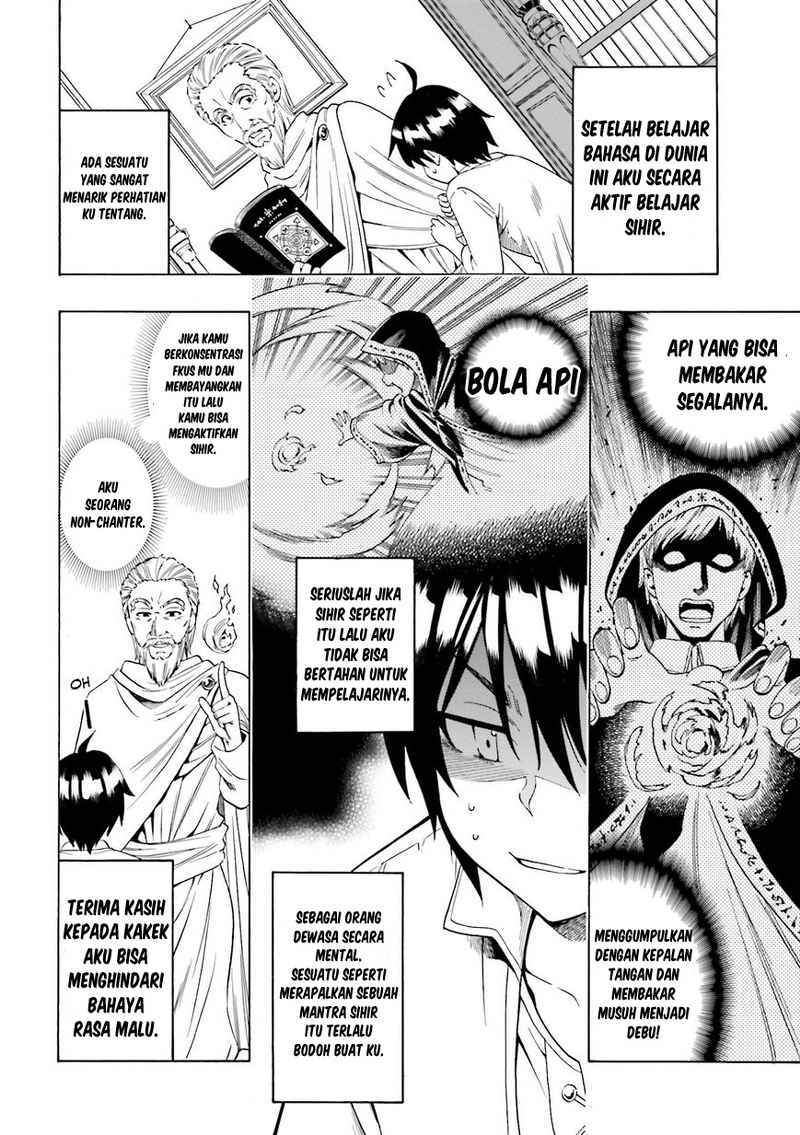 SETELAH BELAJAR
BAHASA DI DUNIA
INI AKU SECARA
AKTIF BELAJAR
SIHIR.
ADA SESUATU
YANG SANGAT
MENARIK PERHATIAN
KU TENTANG.
API YANG BISA
MEMBAKAR
SEGALANYA.
MENGGUMPULKAN
DENGAN KEPALAN
TANGAN DAN
MEMBAKAR
MUSUH MENJADI
DEBU!
BOLA API
SERIUSLAH JIKA
SIHIR SEPERTI
ITU LALU AKU
TIDAK BISA
BERTAHAN UNTUK
MEMPELAJARINYA.
SEBAGAI ORANG
DEWASA SECARA
MENTAL.
SESUATU SEPERTI
MERAPALKAN SEBUAH
MANTRA SIHIR
ITU TERLALU
BODOH BUAT KU.
JIKA KAMU
BERKONSENTRASI
FKUS MU DAN
MEMBAYANGKAN
ITU LALU
KAMU BISA
MENGAKTIFKAN
SIHIR.
AKU
SEORANG
NON-CHANTER.
OH
TERIMA KASIH
KEPADA KAKEK
AKU BISA
MENGHINDARI
BAHAYA
RASA MALU.